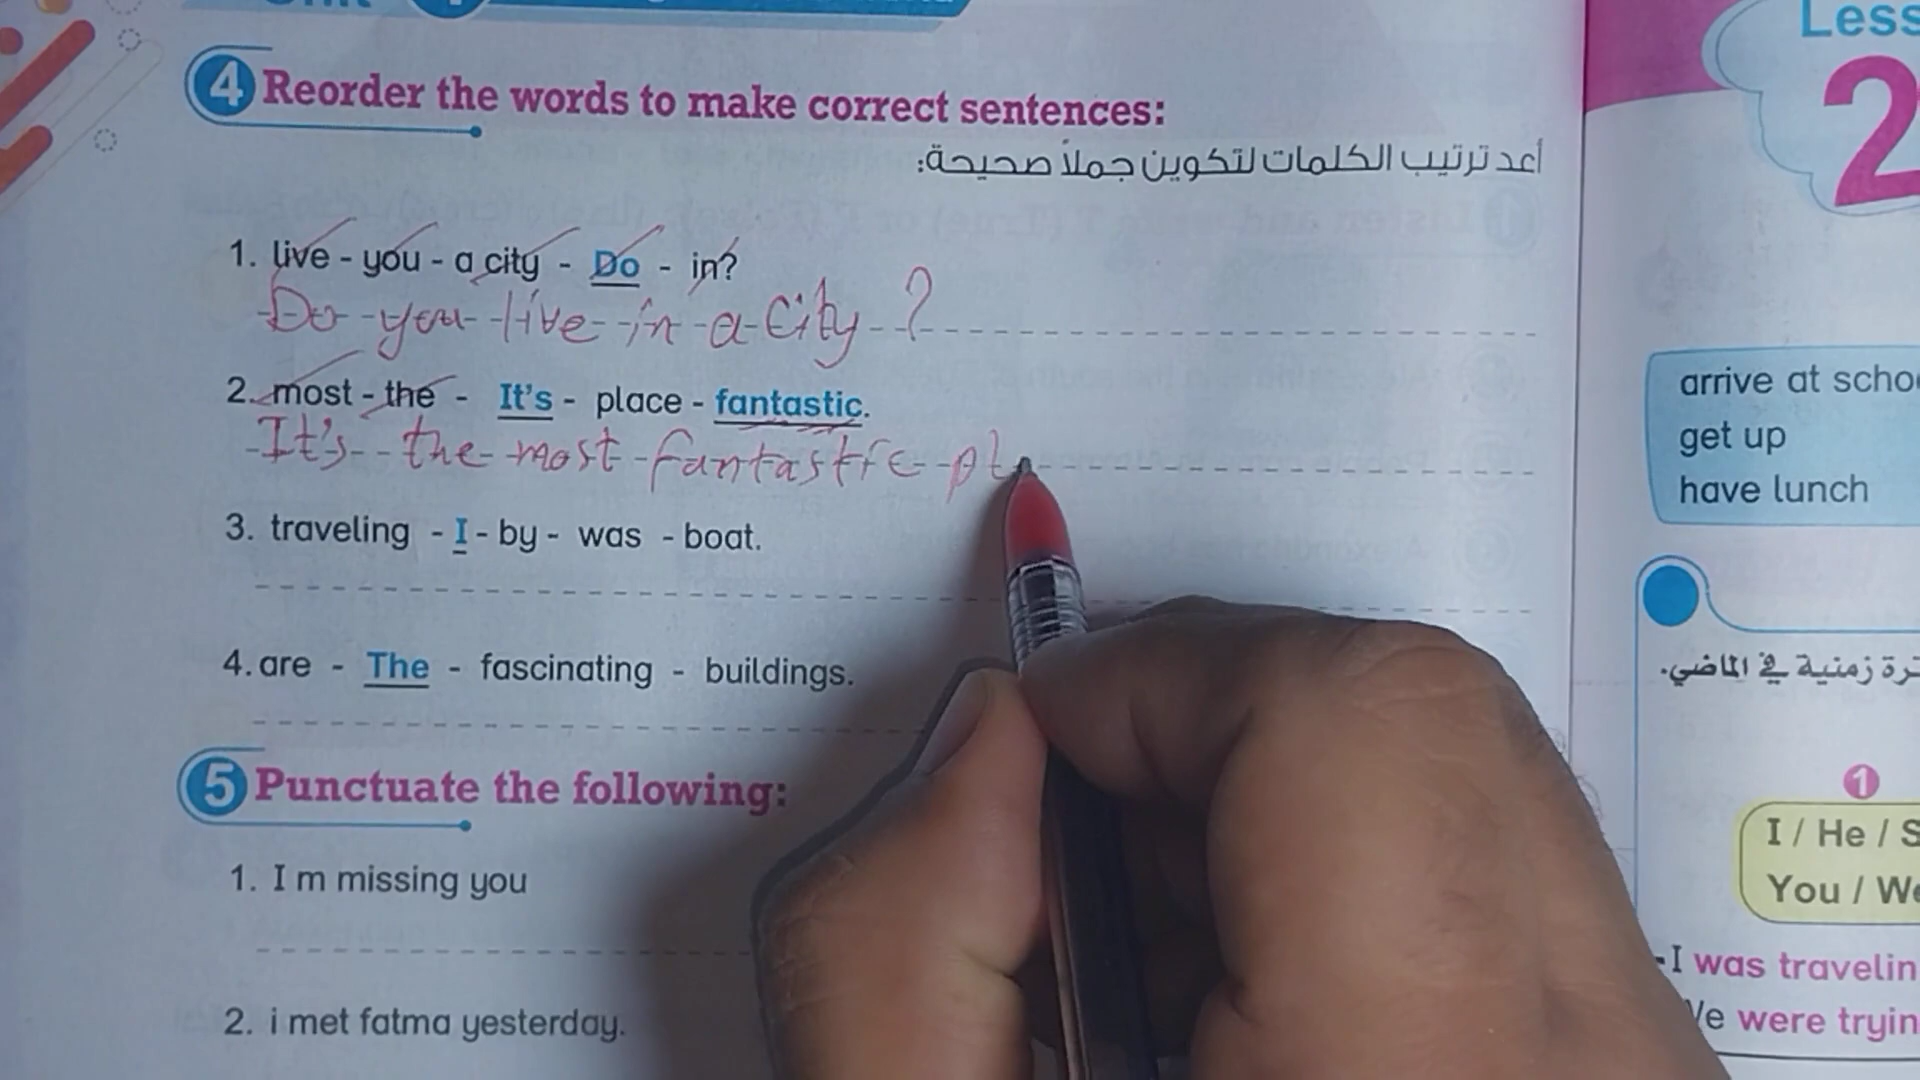 4 Reorder the words to make correct sentences:
أعد ترتيب الكلمات لتكوين جملاً صحيحة:
1. live - you - a city - Do - in?
Do you live in a City ?
2. most - the - It's - place - fantastic.
It's the most fantastic pl
3. traveling - I - by - was - boat.
4. are - The - fascinating - buildings.
5 Punctuate the following:
1. I m missing you
2. i met fatma yesterday.
Less
2
arrive at scho
get up
have lunch
زمنية في الماضي.
1
I / He / S
You / We
-I was travelin
were tryin